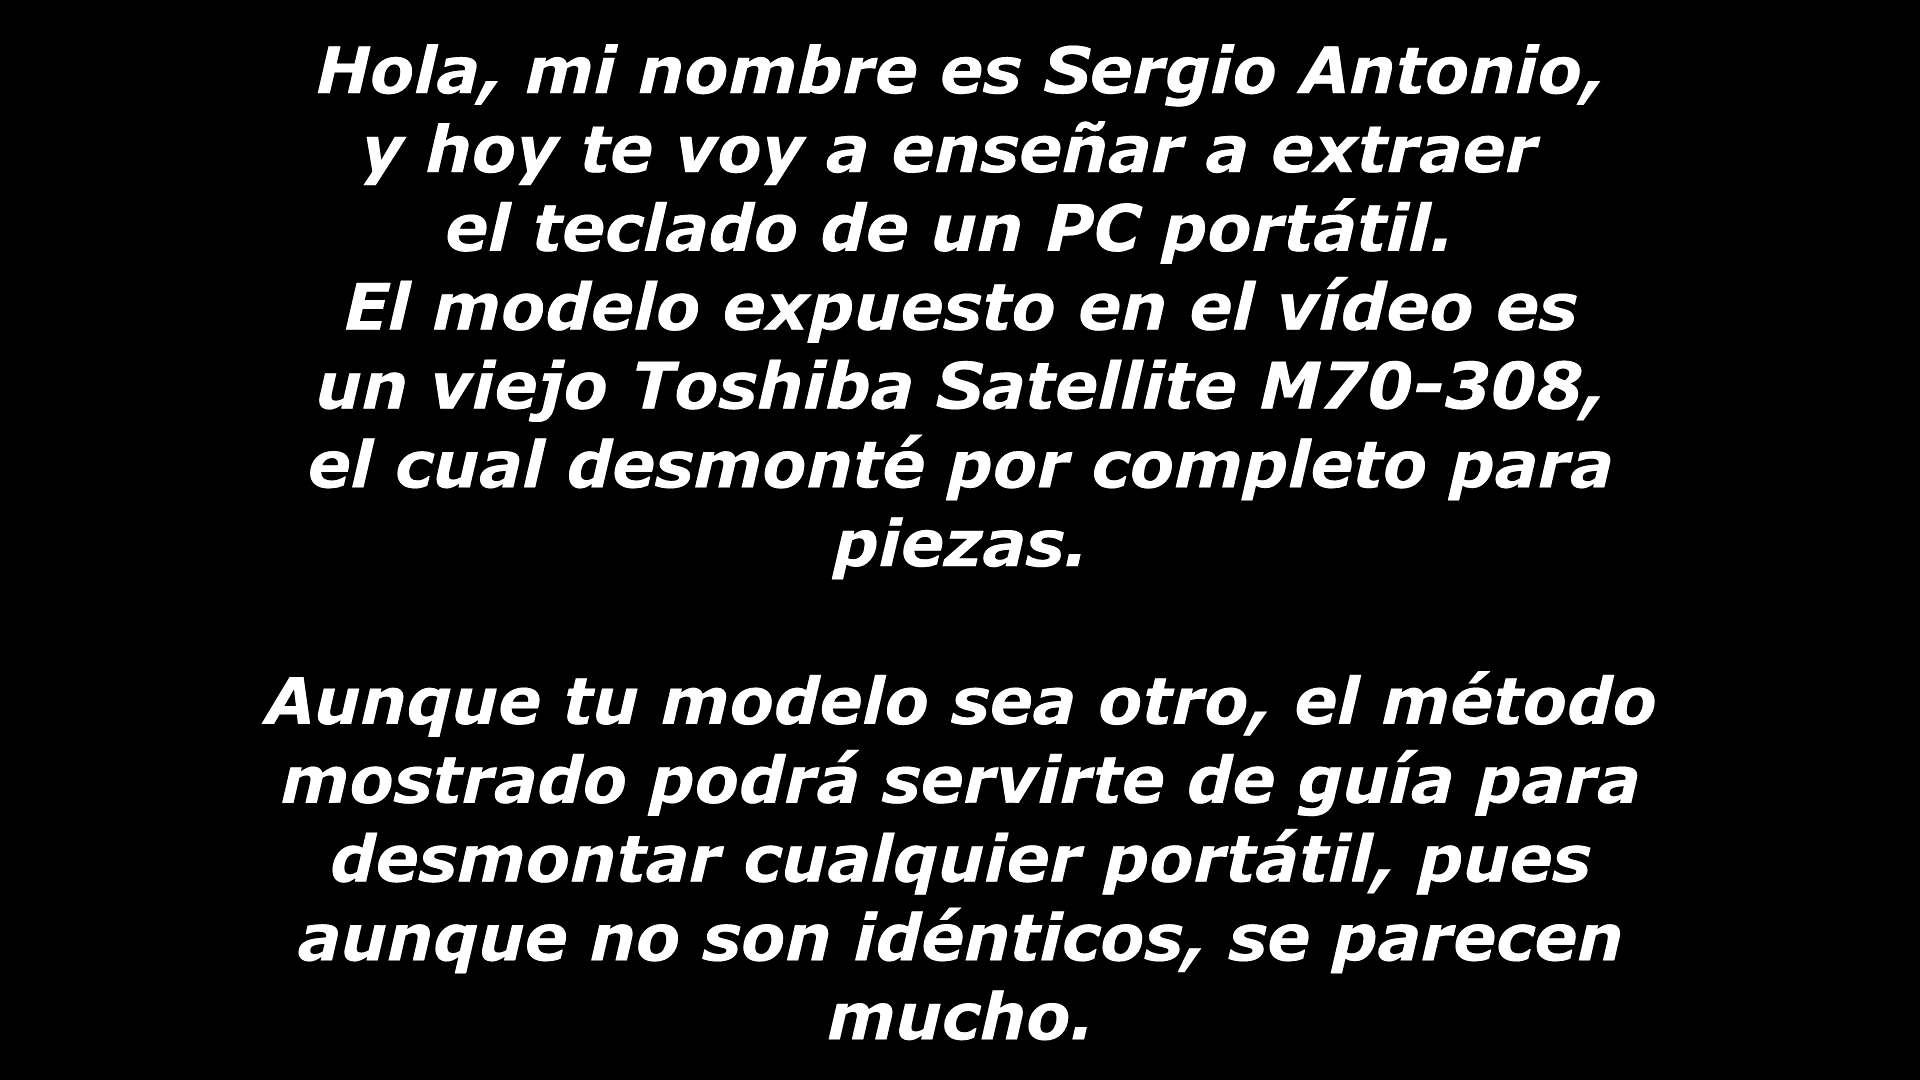 Hola, mi nombre es Sergio Antonio,
y hoy te voy a enseñar a extraer
el teclado de un PC portátil.
El modelo expuesto en el vídeo es
un viejo Toshiba Satellite M70-308,
el cual desmonté por completo para
piezas.
Aunque tu modelo sea otro, el método
mostrado podrá servirte de guía para
desmontar cualquier portátil, pues
aunque no son idénticos, se parecen
mucho.